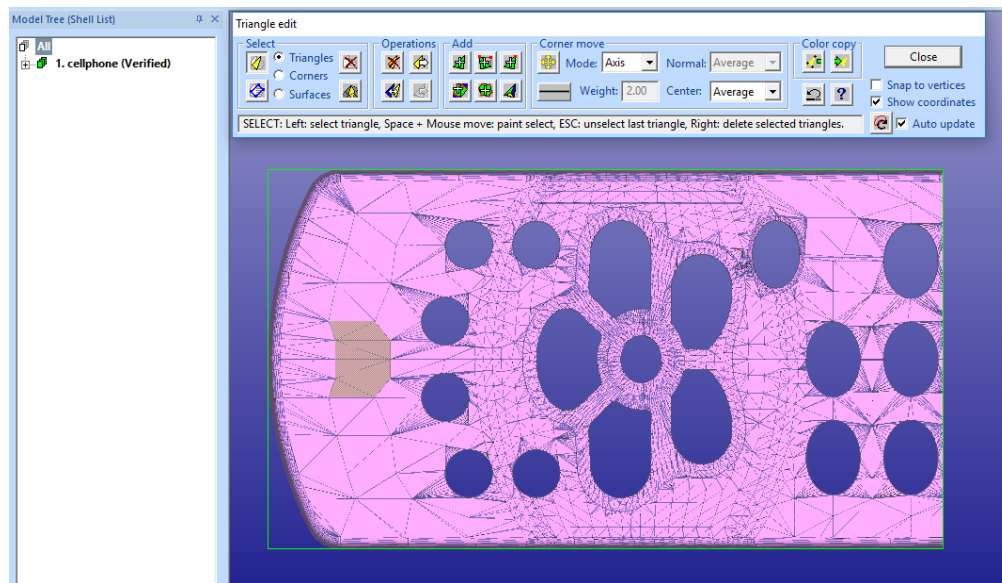 Model Tree (Shell List)
All
1. cellphone (Verified)
Triangle edit
Select
Operations
Add
Corner move
Color copy
Triangles
Corners
Surfaces
Mode: Axis
Normal: Average
Weight: 2.00
Center: Average
Close
Snap to vertices
Show coordinates
Auto update
SELECT: Left: select triangle, Space + Mouse move: paint select, ESC: unselect last triangle, Right: delete selected triangles.